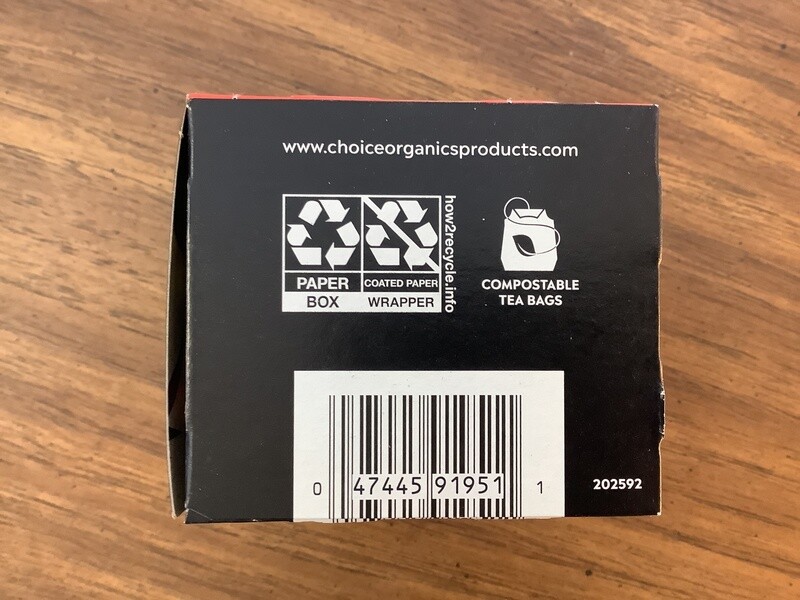 www.choiceorganicsproducts.com
PAPER
BOX
COATED PAPER
WRAPPER
how2recycle.info
COMPOSTABLE
TEA BAGS
0 47445 91951 1
202592